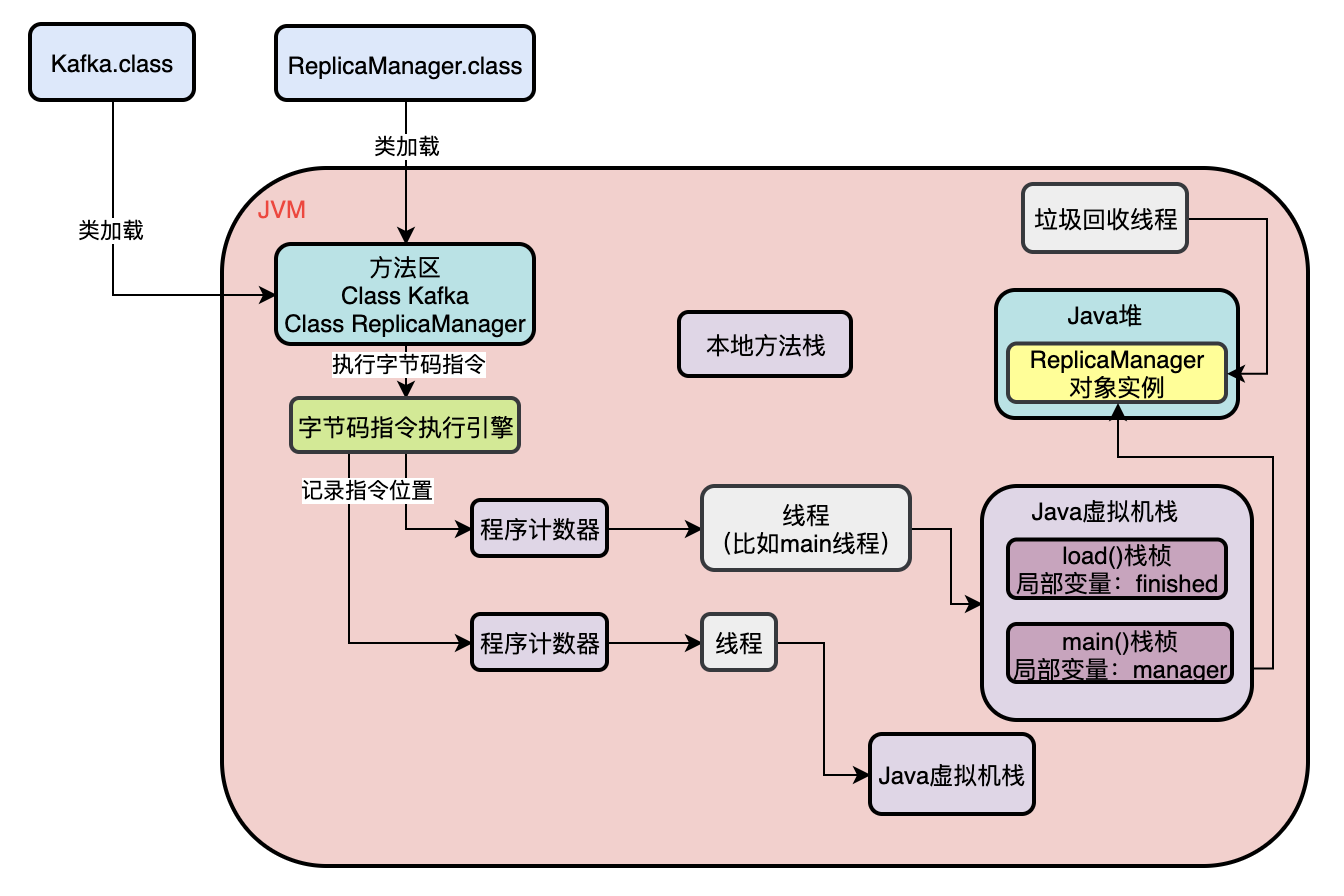 Kafka.class
ReplicaManager.class
类加载
类加载
JVM
垃圾回收线程
方法区
Class Kafka
Class ReplicaManager
执行字节码指令
本地方法栈
Java堆
ReplicaManager
对象实例
字节码指令执行引擎
记录指令位置
程序计数器
线程
（比如main线程）
Java虚拟机栈
load()栈桢
局部变量：finished
程序计数器
线程
main()栈桢
局部变量：manager
Java虚拟机栈